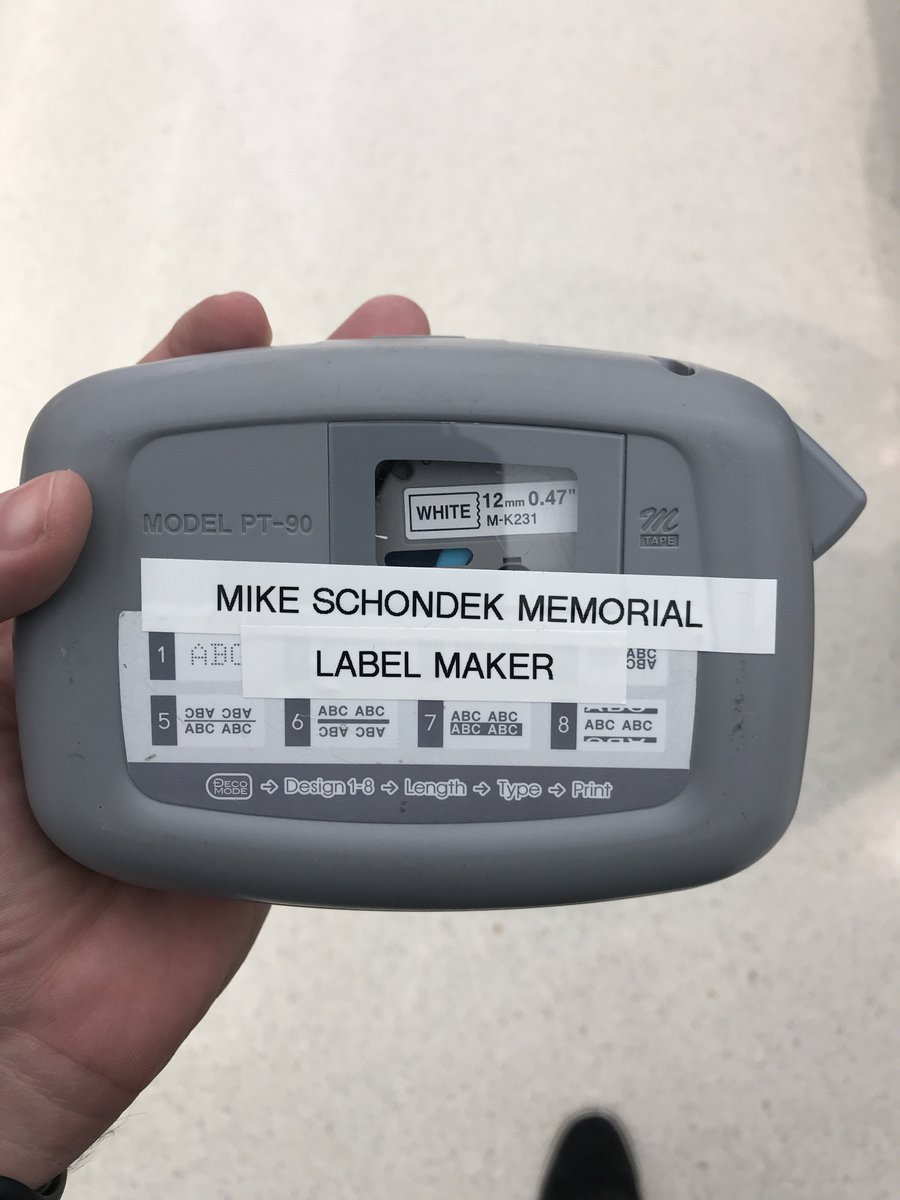 MODEL PT-90
WHITE 12mm 0.47"
M-K231
M
TAPE
MIKE SCHONDEK MEMORIAL
LABEL MAKER
1 ABC
ABC
ABC
5 ABC ABC
ABC ABC
6 ABC ABC
ABC ABC
7 ABC ABC
ABC ABC
8 ABC ABC
DECO MODE → Design 1-8 → Length → Type → Print